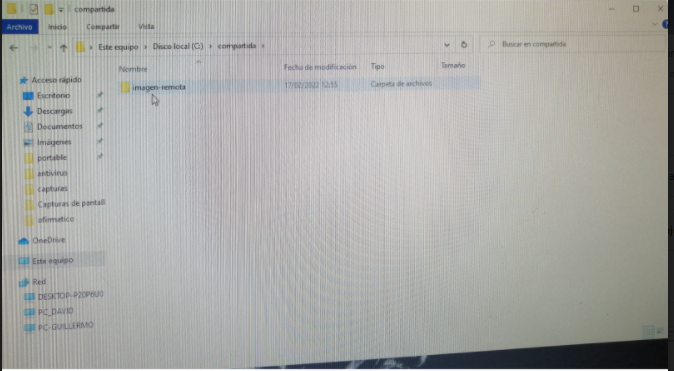 compartida
Archivo Inicio Compartir Vista
Este equipo > Disco local (C:) > compartida >
Buscar en compartida
Nombre Fecha de modificación Tipo Tamaño
imagen-remota 17/02/2022 12:55 Carpeta de archivos
Acceso rápido
Escritorio
Descargas
Documentos
Imágenes
portable
antivirus
capturas
Capturas de pantall
ofimatico
OneDrive
Este equipo
Red
DESKTOP-P20P6U0
PC_DAVID
PC-GUILLERMO